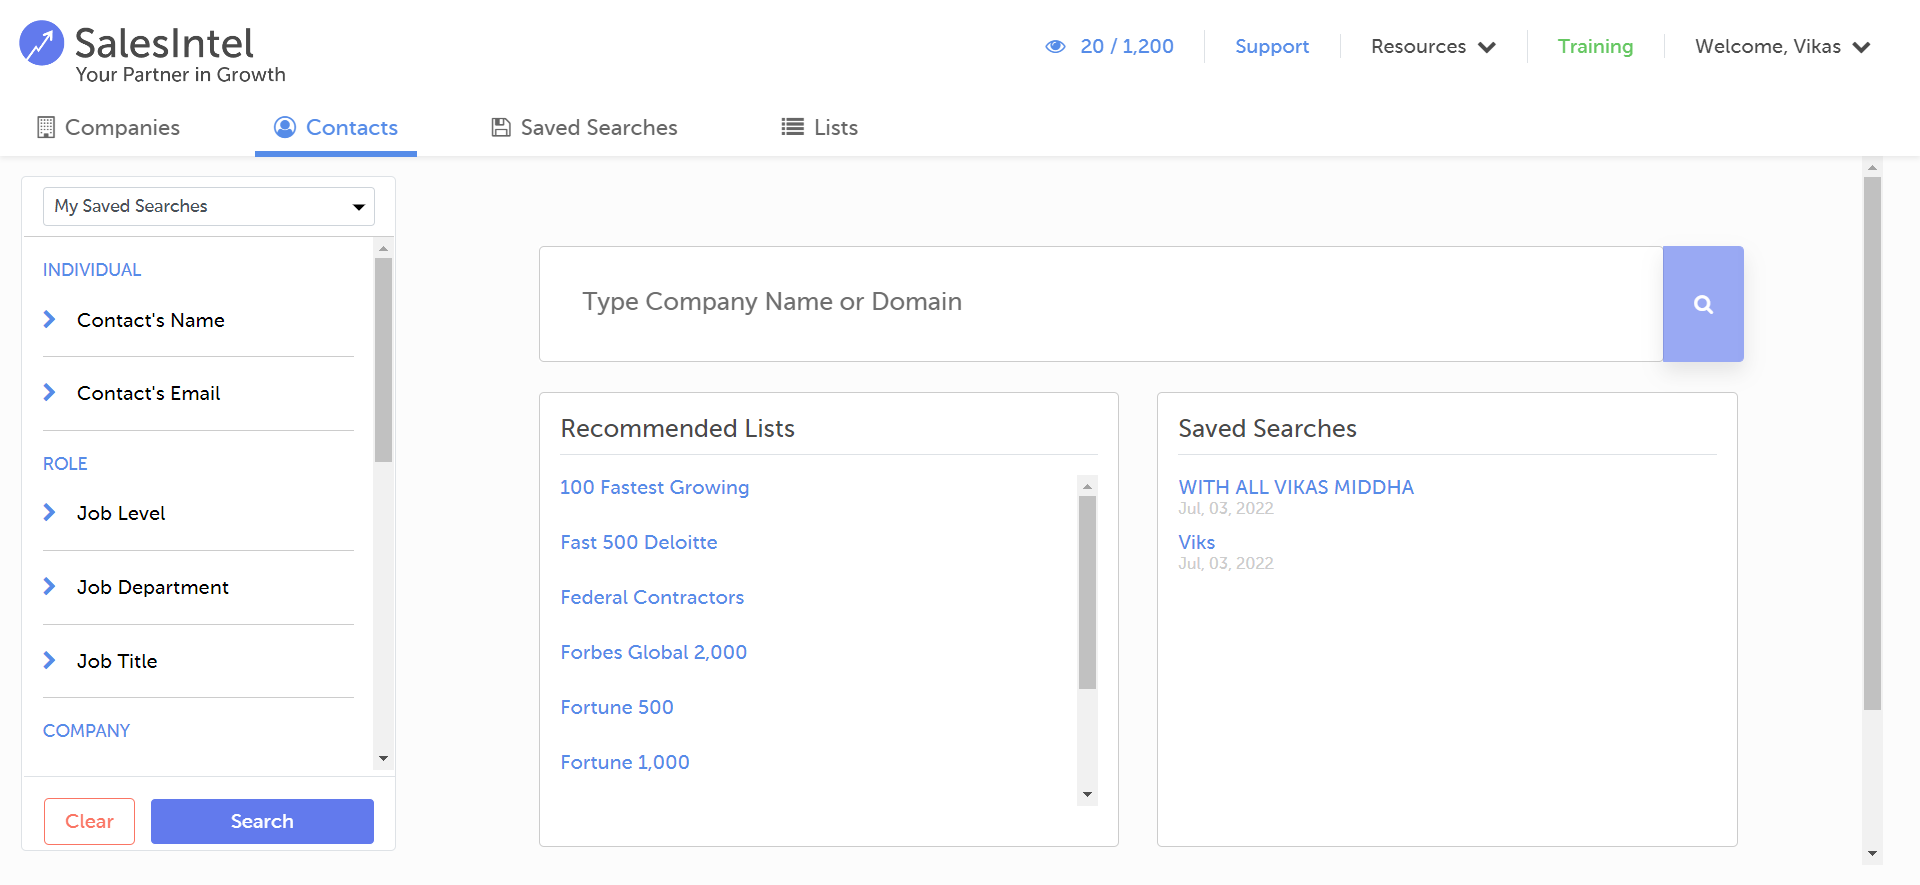 SalesIntel
Your Partner in Growth
20 / 1,200
Support
Resources
Training
Welcome, Vikas
Companies
Contacts
Saved Searches
Lists
My Saved Searches
INDIVIDUAL
Contact's Name
Contact's Email
ROLE
Job Level
Job Department
Job Title
COMPANY
Clear
Search
Type Company Name or Domain
Recommended Lists
100 Fastest Growing
Fast 500 Deloitte
Federal Contractors
Forbes Global 2,000
Fortune 500
Fortune 1,000
Saved Searches
WITH ALL VIKAS MIDDHA
Jul, 03, 2022
Viks
Jul, 03, 2022